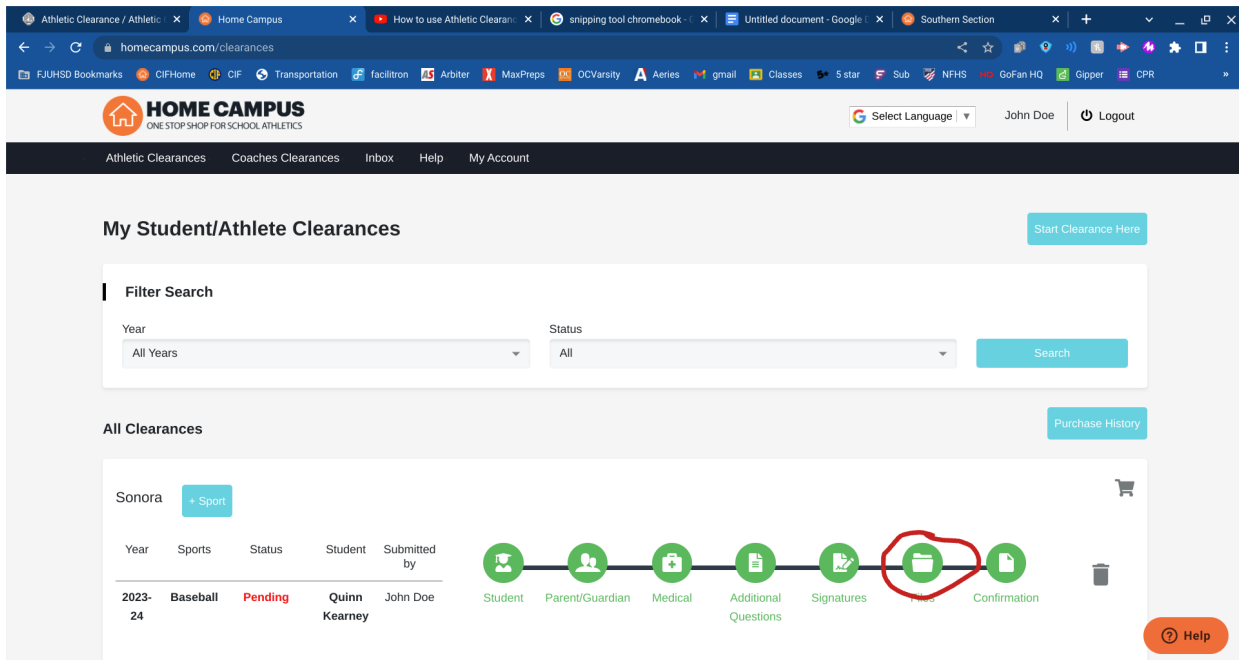 Athletic Clearance / Athletic
Home Campus
How to use Athletic Clearanc
snipping tool chromebook -
Untitled document - Google
Southern Section
homecampus.com/clearances
FJUHSD Bookmarks CIFHome CIF Transportation facilitron Arbiter MaxPreps OCVarsity Aeries gmail Classes 5 star Sub NFHS GoFan HQ Gipper CPR »
HOME CAMPUS
ONE STOP SHOP FOR SCHOOL ATHLETICS
Select Language
John Doe
Logout
Athletic Clearances Coaches Clearances Inbox Help My Account
My Student/Athlete Clearances
Start Clearance Here
Filter Search
Year
Status
All Years
All
Search
All Clearances
Purchase History
Sonora
+ Sport
Year Sports Status Student Submitted
by
2023-
24
Baseball
Pending
Quinn
Kearney
John Doe
Student
Parent/Guardian
Medical
Additional
Questions
Signatures
Files
Confirmation
Help